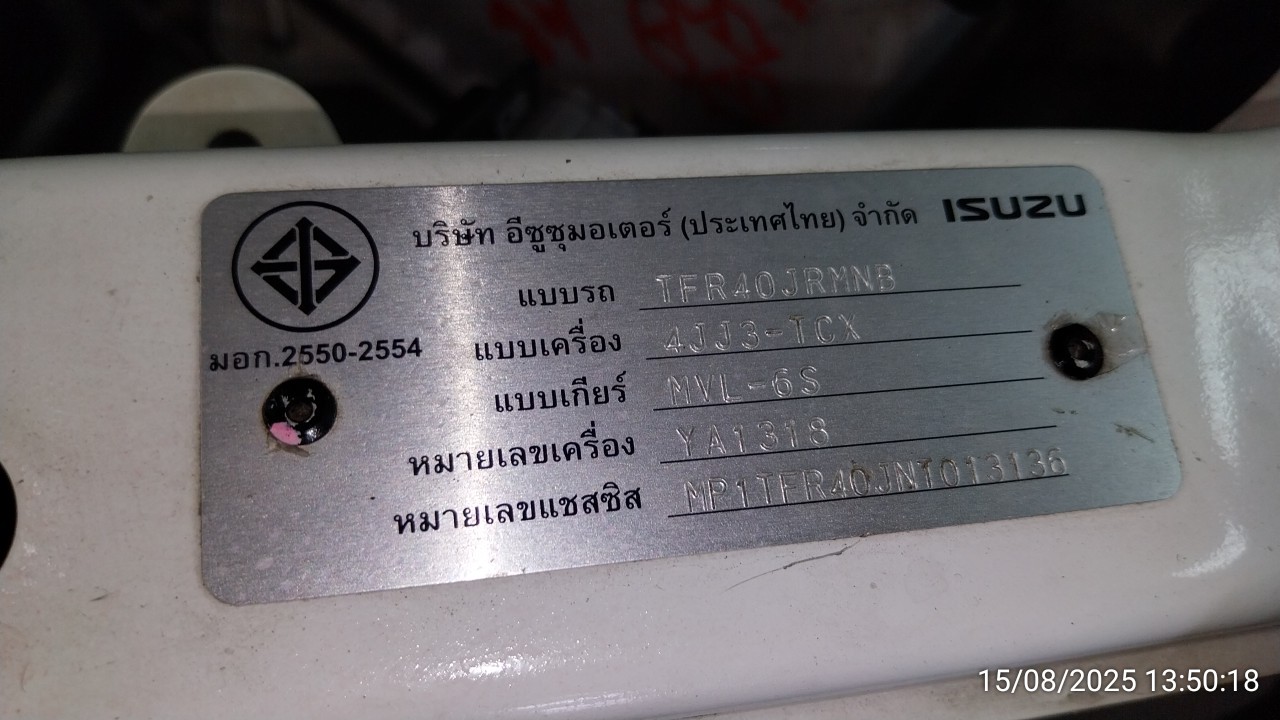 บริษัท อีซูซุมอเตอร์ (ประเทศไทย) จำกัด ISUZU
แบบรถ TFR40JRMNB
มอก.2550-2554
แบบเครื่อง 4JJ3-TCX
แบบเกียร์ MVL-6S
หมายเลขเครื่อง YA1318
หมายเลขแชสซิส MP1TFR40JNT013136
15/08/2025 13:50:18